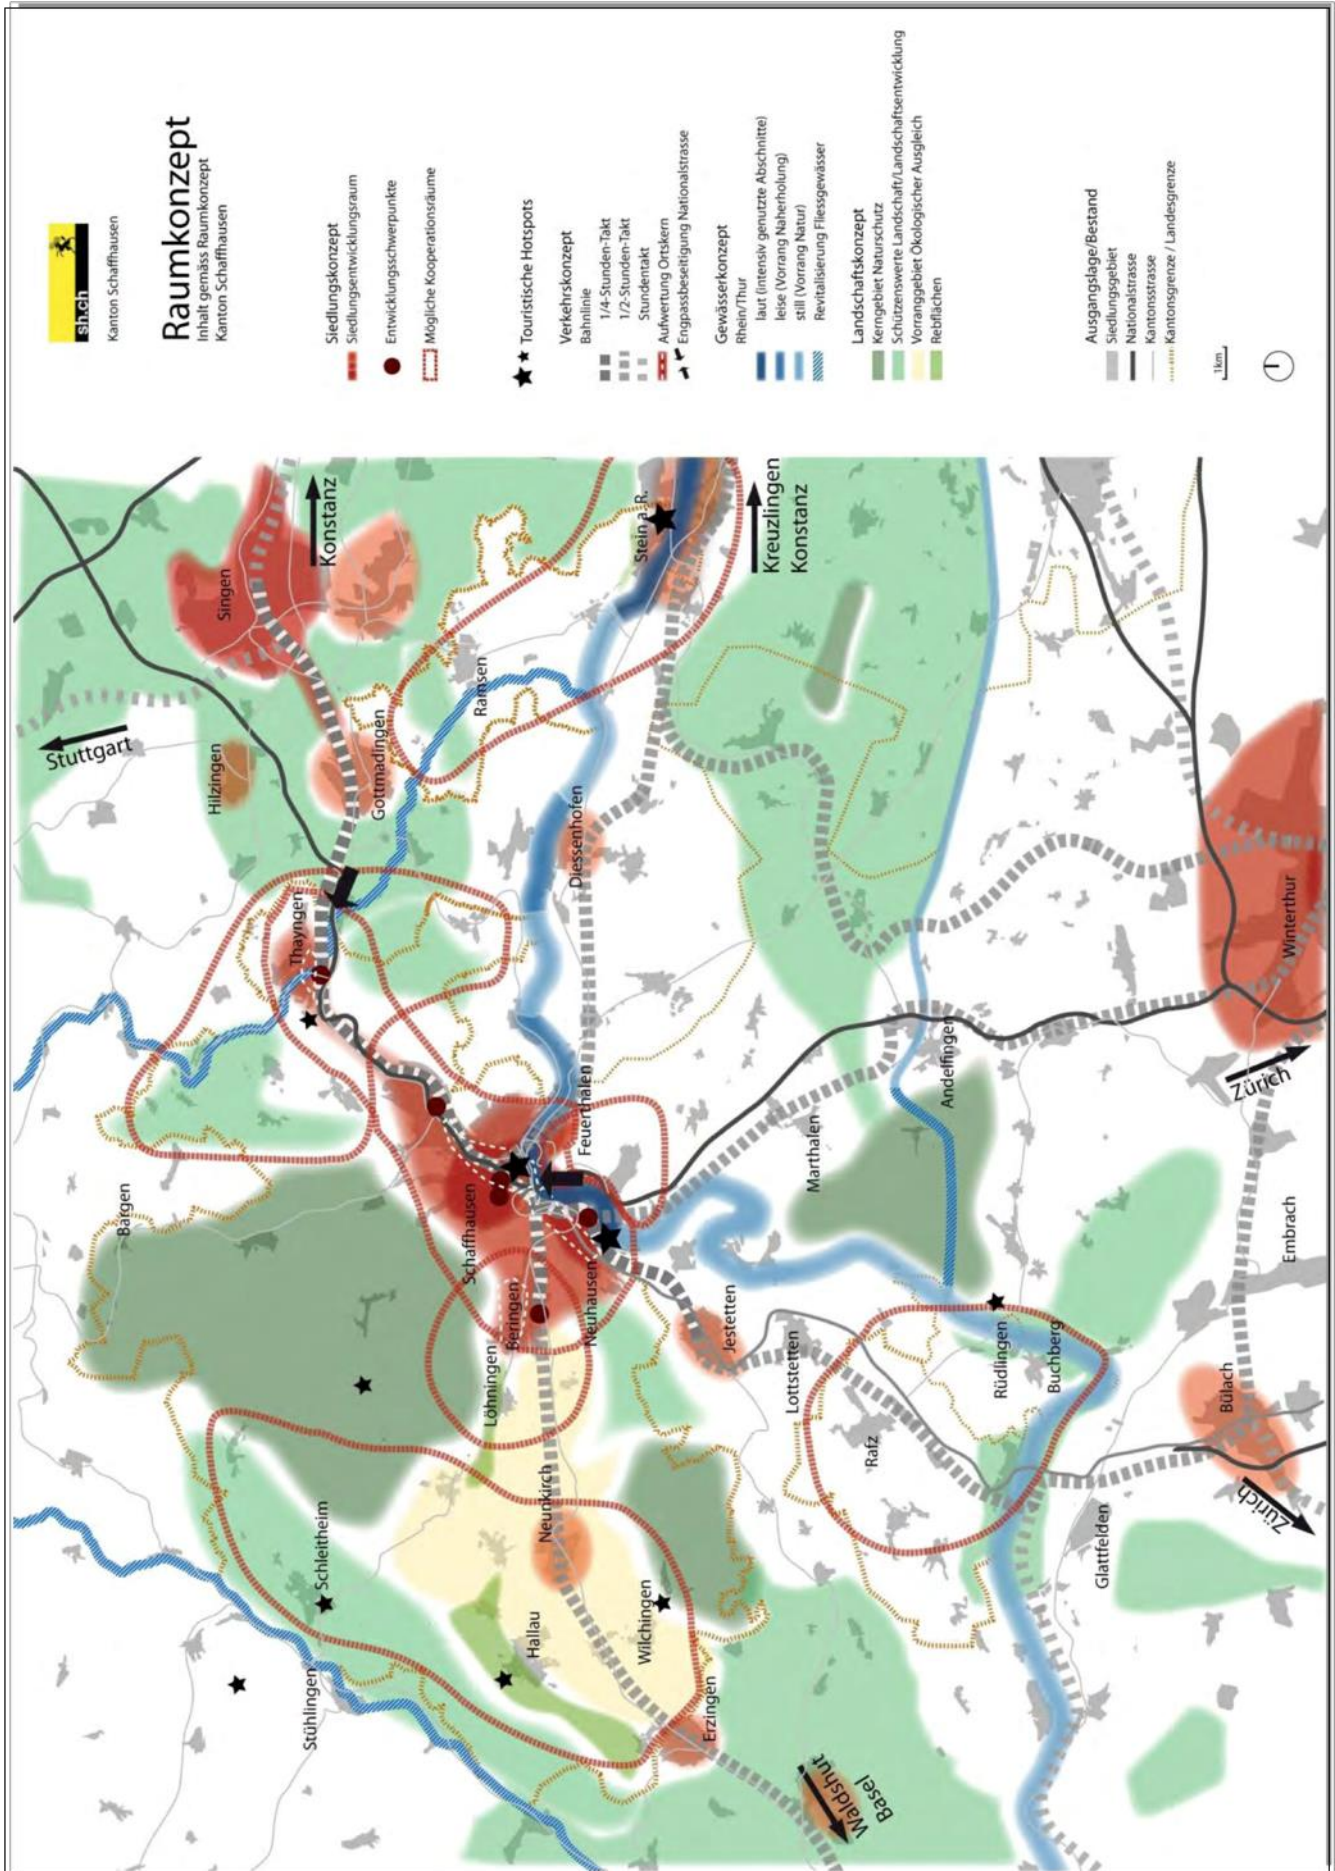 sh.ch
Kanton Schaffhausen
Raumkonzept
Inhalt gemäss Raumkonzept
Kanton Schaffhausen
Siedlungskonzept
Siedlungsentwicklungsraum
Entwicklungsschwerpunkte
Mögliche Kooperationsräume
Touristische Hotspots
Verkehrskonzept
Bahnlinie
1/4-Stunden-Takt
1/2-Stunden-Takt
Stundentakt
Aufwertung Ortskern
Engpassbeseitigung Nationalstrasse
Gewässerkonzept
Rhein/Thur
laut (intensiv genutzte Abschnitte)
leise (Vorrang Naherholung)
still (Vorrang Natur)
Revitalisierung Fliessgewässer
Landschaftskonzept
Kerngebiet Naturschutz
Schützenswerte Landschaft/Landschaftsentwicklung
Vorranggebiet Ökologischer Ausgleich
Rebflächen
Ausgangslage/Bestand
Siedlungsgebiet
Nationalstrasse
Kantonsstrasse
Kantonsgrenze / Landesgrenze
1km
Stuttgart
Singen
Konstanz
Hilzingen
Gottmadingen
Ramsen
Stein a.R.
Kreuzlingen
Konstanz
Thayngen
Diessenhofen
Bargen
Schaffhausen
Feuerthalen
Beringen
Neuhausen
Löhningen
Marthalen
Andelfingen
Winterthur
Zürich
Jestetten
Lottstetten
Rafz
Rüdlingen
Buchberg
Embrach
Bülach
Zürich
Glattfelden
Schleitheim
Stühlingen
Neunkirch
Hallau
Wilchingen
Erzingen
Waldshut
Basel